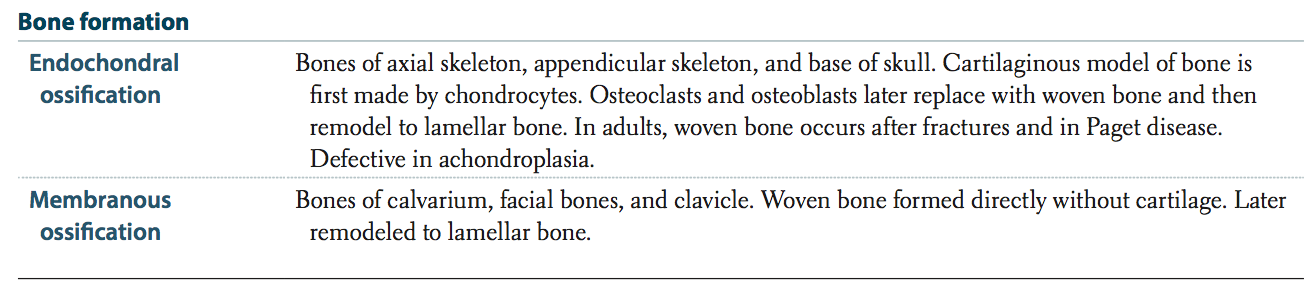 Bone formation
Endochondral
ossification
Bones of axial skeleton, appendicular skeleton, and base of skull. Cartilaginous model of bone is
first made by chondrocytes. Osteoclasts and osteoblasts later replace with woven bone and then
remodel to lamellar bone. In adults, woven bone occurs after fractures and in Paget disease.
Defective in achondroplasia.
Membranous
ossification
Bones of calvarium, facial bones, and clavicle. Woven bone formed directly without cartilage. Later
remodeled to lamellar bone.